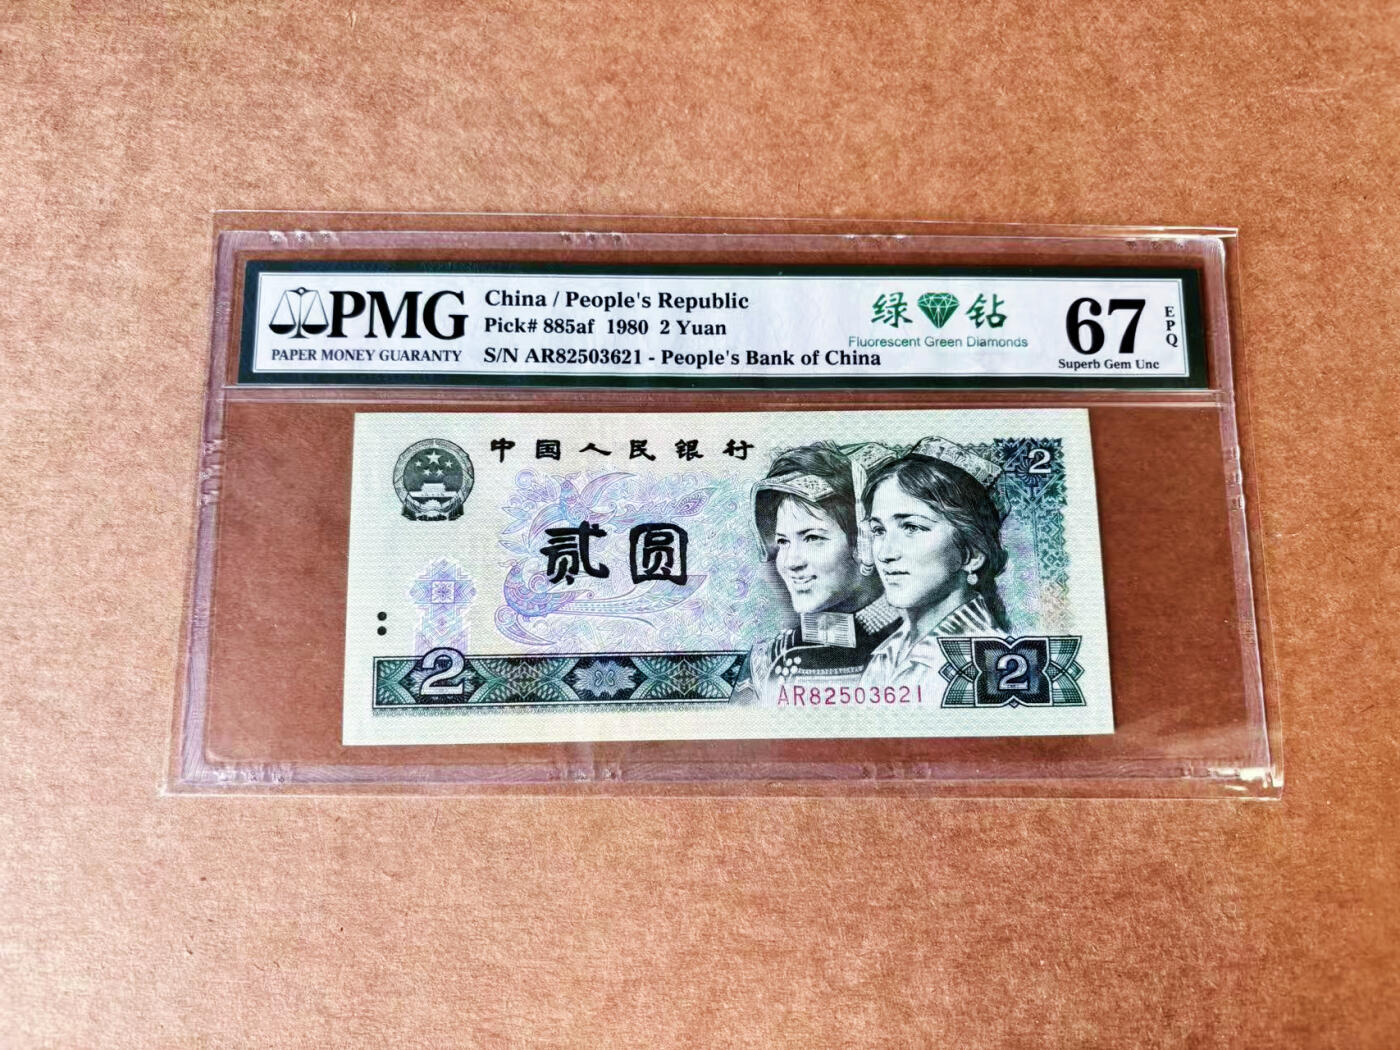 PMG
PAPER MONEY GUARANTY
China / People's Republic
Pick# 885af 1980 2 Yuan
S/N AR82503621 - People's Bank of China
绿 钻
Fluorescent Green Diamonds
67
EPQ
Superb Gem Unc
中国人民银行
2
贰圆
2
AR82503621
2